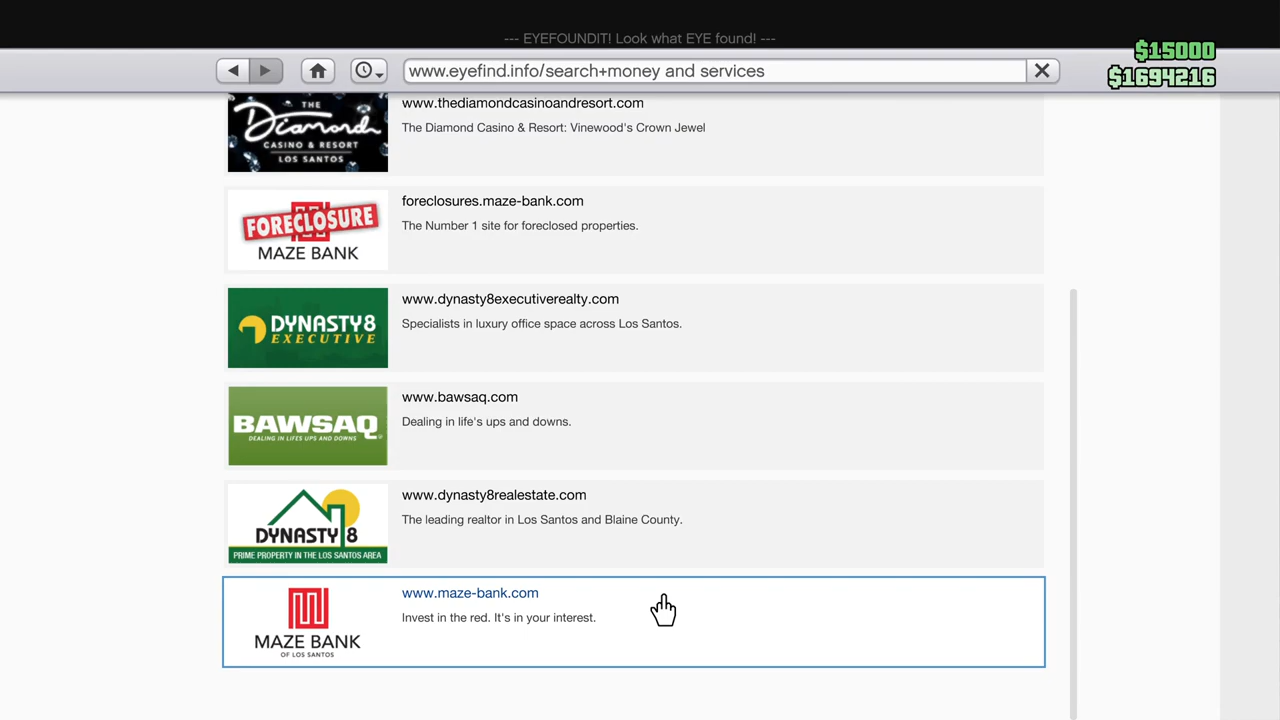 --- EYEFOUNDIT! Look what EYE found! ---
$15000
$1694216
www.eyefind.info/search+money and services
THE
Diamond
CASINO & RESORT
LOS SANTOS
www.thediamondcasinoandresort.com
The Diamond Casino & Resort: Vinewood's Crown Jewel
FORECLOSURE
MAZE BANK
foreclosures.maze-bank.com
The Number 1 site for foreclosed properties.
DYNASTY8
EXECUTIVE
www.dynasty8executiverealty.com
Specialists in luxury office space across Los Santos.
BAWSAQ
DEALING IN LIFES UPS AND DOWNS
www.bawsaq.com
Dealing in life's ups and downs.
DYNASTY 8
PRIME PROPERTY IN THE LOS SANTOS AREA
www.dynasty8realestate.com
The leading realtor in Los Santos and Blaine County.
MAZE BANK
OF LOS SANTOS
www.maze-bank.com
Invest in the red. It's in your interest.